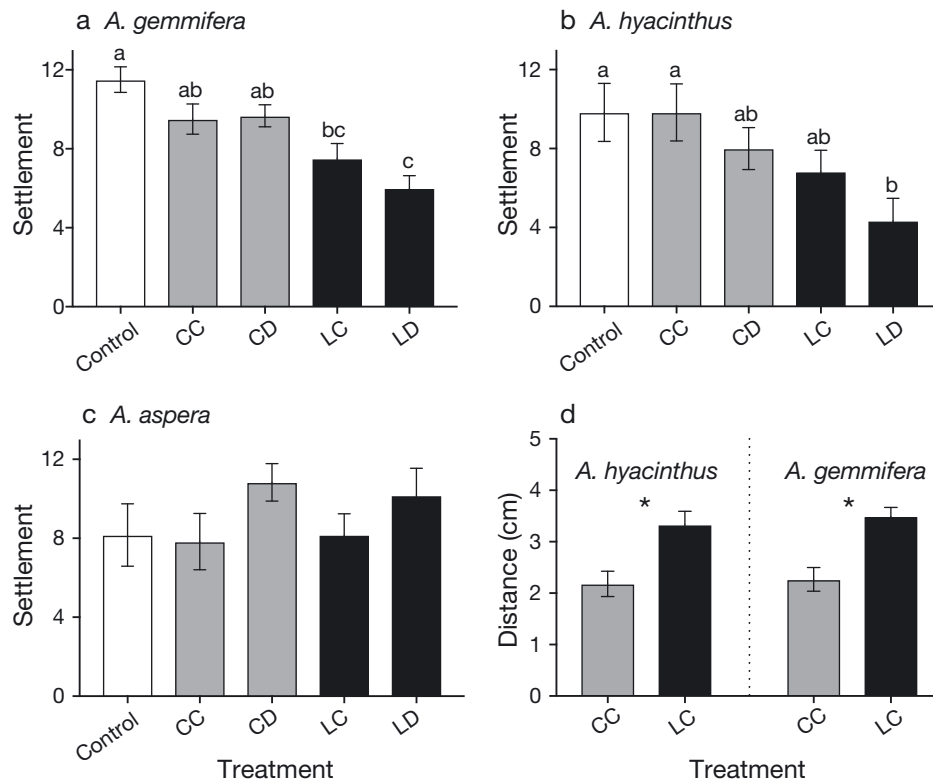 a A. gemmifera
12
8
4
0
Settlement
a
ab
ab
bc
c
Control
CC
CD
LC
LD
b A. hyacinthus
12
8
4
0
Settlement
a
a
ab
ab
b
Control
CC
CD
LC
LD
c A. aspera
12
8
4
0
Settlement
Control
CC
CD
LC
LD
Treatment
d
5
4
3
2
1
0
Distance (cm)
A. hyacinthus
*
A. gemmifera
*
CC
LC
CC
LC
Treatment